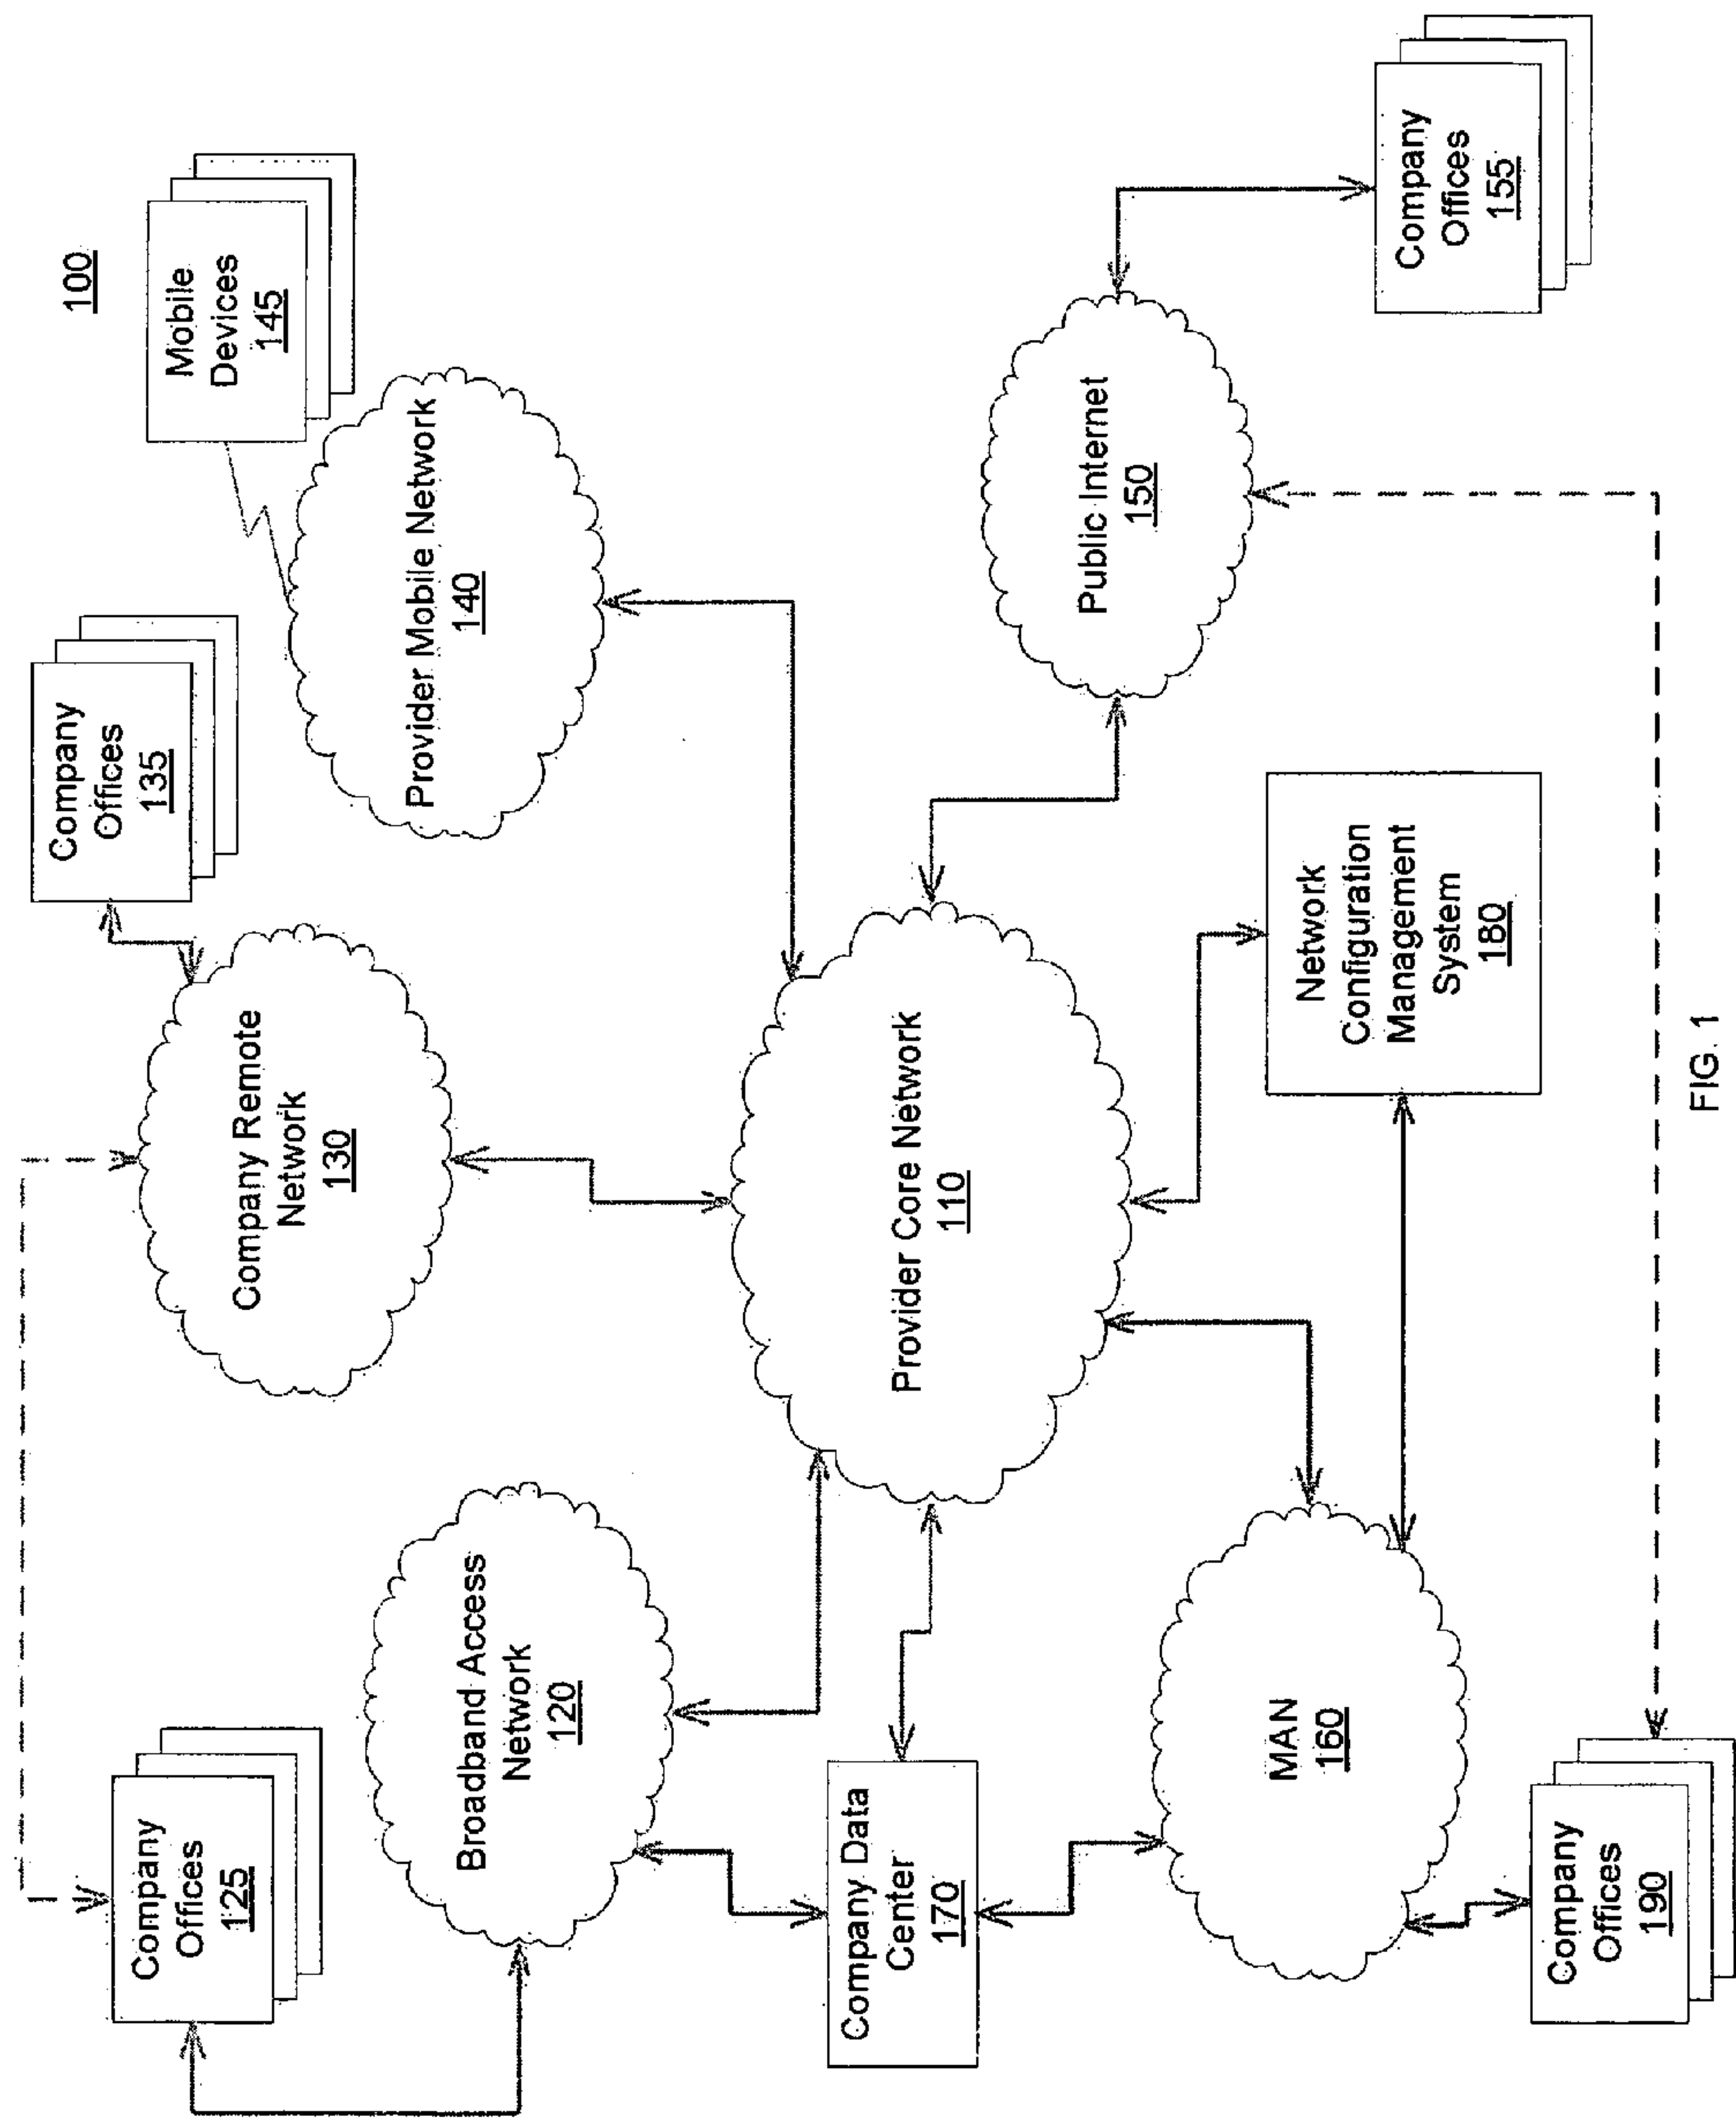 100
Company
Offices
125
Company Remote
Network
130
Company
Offices
135
Mobile
Devices
145
Broadband Access
Network
120
Provider Mobile Network
140
Company Data
Center
170
Provider Core Network
110
Public Internet
150
MAN
160
Network
Configuration
Management
System
180
Company
Offices
155
Company
Offices
190
FIG. 1